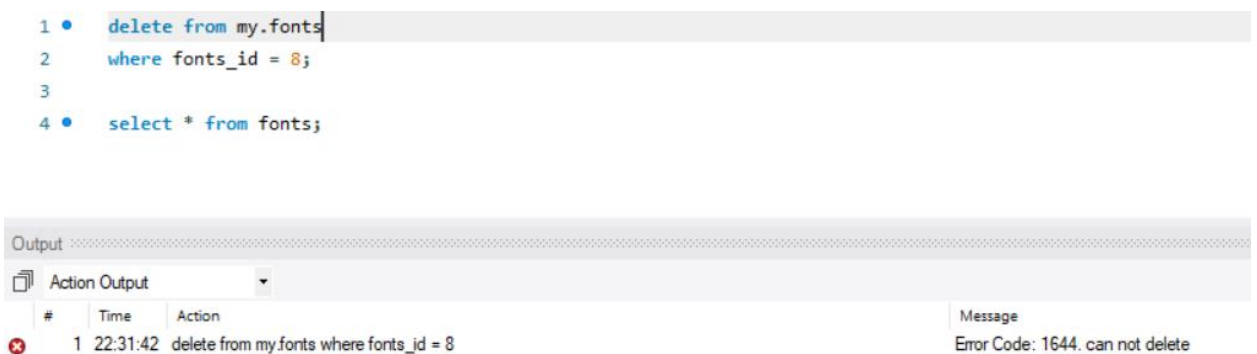 1 delete from my.fonts
2 where fonts_id = 8;
3
4 select * from fonts;
Output
Action Output
# Time Action Message
1 22:31:42 delete from my.fonts where fonts_id = 8 Error Code: 1644. can not delete